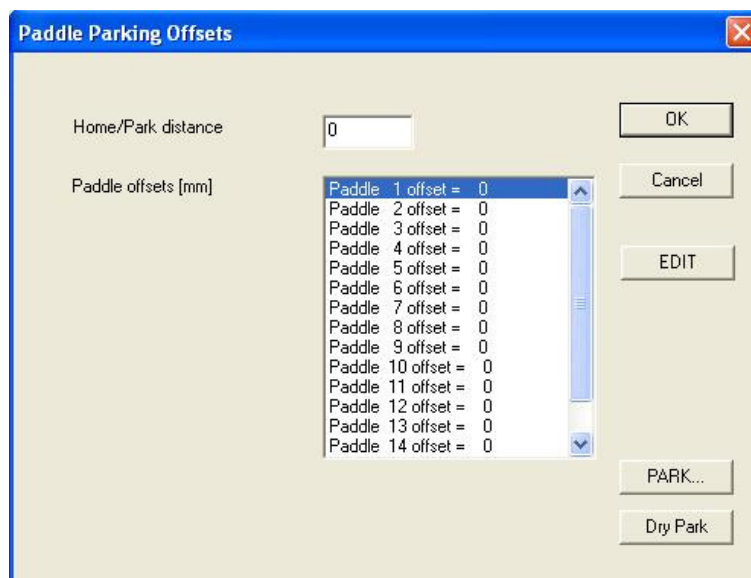 Paddle Parking Offsets
Home/Park distance
0
OK
Paddle offsets [mm]
Cancel
EDIT
Paddle 1 offset = 0
Paddle 2 offset = 0
Paddle 3 offset = 0
Paddle 4 offset = 0
Paddle 5 offset = 0
Paddle 6 offset = 0
Paddle 7 offset = 0
Paddle 8 offset = 0
Paddle 9 offset = 0
Paddle 10 offset = 0
Paddle 11 offset = 0
Paddle 12 offset = 0
Paddle 13 offset = 0
Paddle 14 offset = 0
PARK...
Dry Park